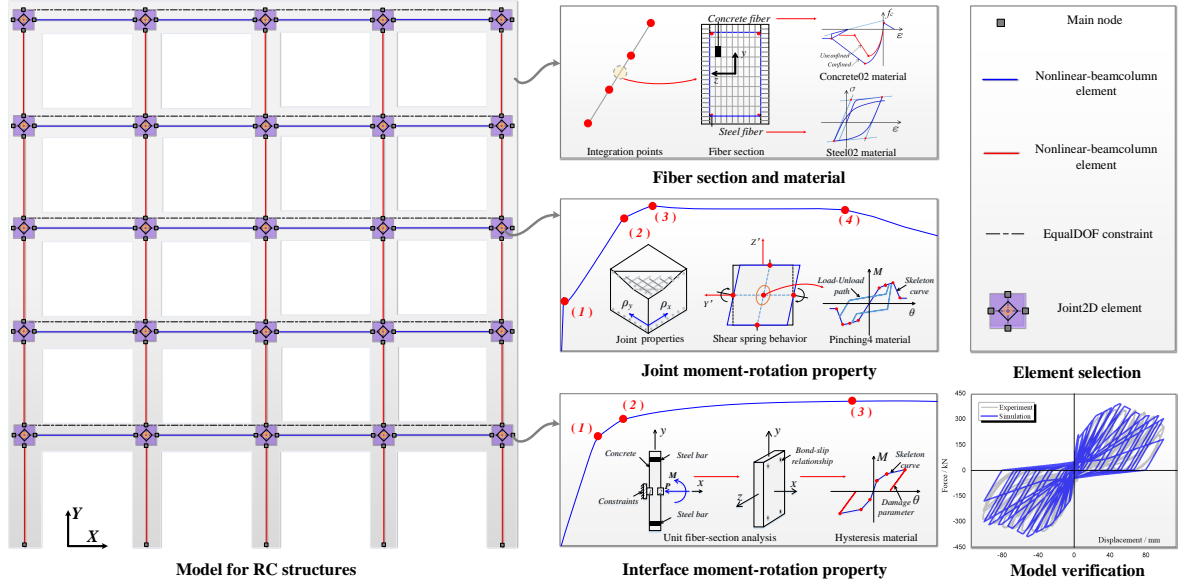 Y
X
Model for RC structures
Concrete fiber
Integration points
y
z
Steel fiber
Fiber section
f_c
ε
Unconfined
Confined
Concrete02 material
σ
ε
Steel02 material
Fiber section and material
(1)
(2)
(3)
(4)
ρ_y
ρ_x
Joint properties
Z'
Y'
Shear spring behavior
Load-Unload
path
M
Skeleton
curve
θ
Pinching4 material
Joint moment-rotation property
(1)
(2)
(3)
Concrete
y
Steel bar
M
P
x
Constraints
Steel bar
y
Bond-slip
relationship
z
x
Unit fiber-section analysis
M
Skeleton
curve
θ
Damage
parameter
Hysteresis material
Interface moment-rotation property
Main node
Nonlinear-beamcolumn
element
Nonlinear-beamcolumn
element
EqualDOF constraint
Joint2D element
Element selection
Experiment
Simulation
Force / kN
450
300
150
0
-150
-300
-450
-80
-40
0
40
80
Displacement / mm
Model verification